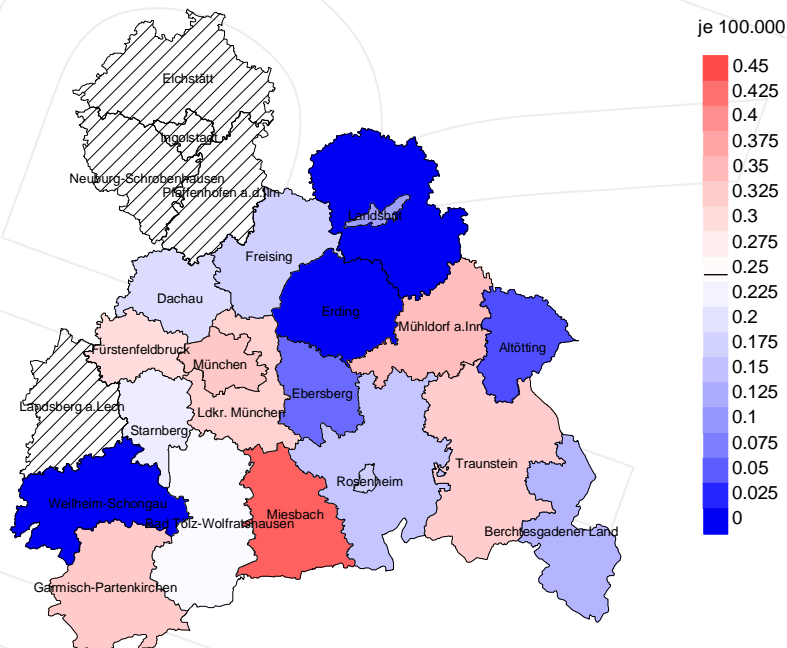 je 100.000
0.45
0.425
0.4
0.375
0.35
0.325
0.3
0.275
0.25
0.225
0.2
0.175
0.15
0.125
0.1
0.075
0.05
0.025
0
Eichstätt
Ingolstadt
Neuburg-Schrobenhausen
Pfaffenhofen a.d.Ilm
Landshut
Freising
Dachau
Erding
Mühldorf a.Inn
Altötting
Fürstenfeldbruck
München
Ebersberg
Landsberg a.Lech
Ldkr. München
Starnberg
Traunstein
Rosenheim
Weilheim-Schongau
Miesbach
Bad Tölz-Wolfratshausen
Berchtesgadener Land
Garmisch-Partenkirchen